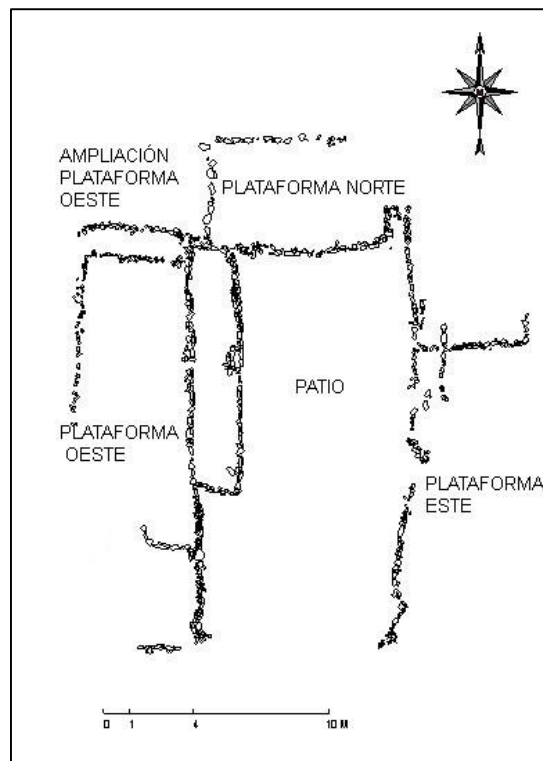 AMPLIACIÓN
PLATAFORMA
OESTE
PLATAFORMA NORTE
PATIO
PLATAFORMA
OESTE
PLATAFORMA
ESTE
0 1 4 10 M